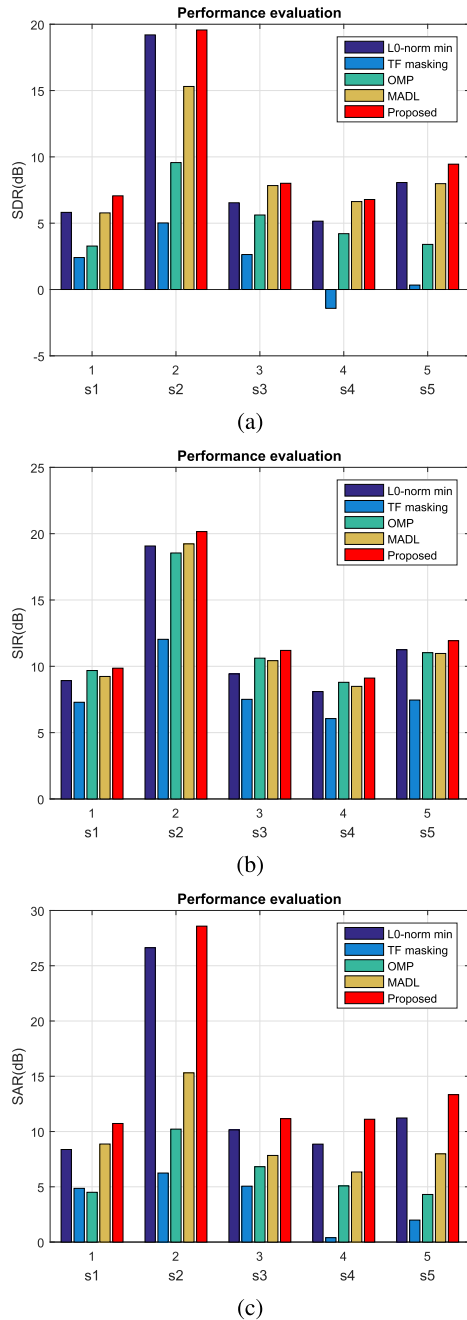 Performance evaluation
SDR(dB)
20
15
10
5
0
-5
L0-norm min
TF masking
OMP
MADL
Proposed
1 2 3 4 5
s1 s2 s3 s4 s5
(a)
Performance evaluation
SIR(dB)
25
20
15
10
5
0
L0-norm min
TF masking
OMP
MADL
Proposed
1 2 3 4 5
s1 s2 s3 s4 s5
(b)
Performance evaluation
SAR(dB)
30
25
20
15
10
5
0
L0-norm min
TF masking
OMP
MADL
Proposed
1 2 3 4 5
s1 s2 s3 s4 s5
(c)